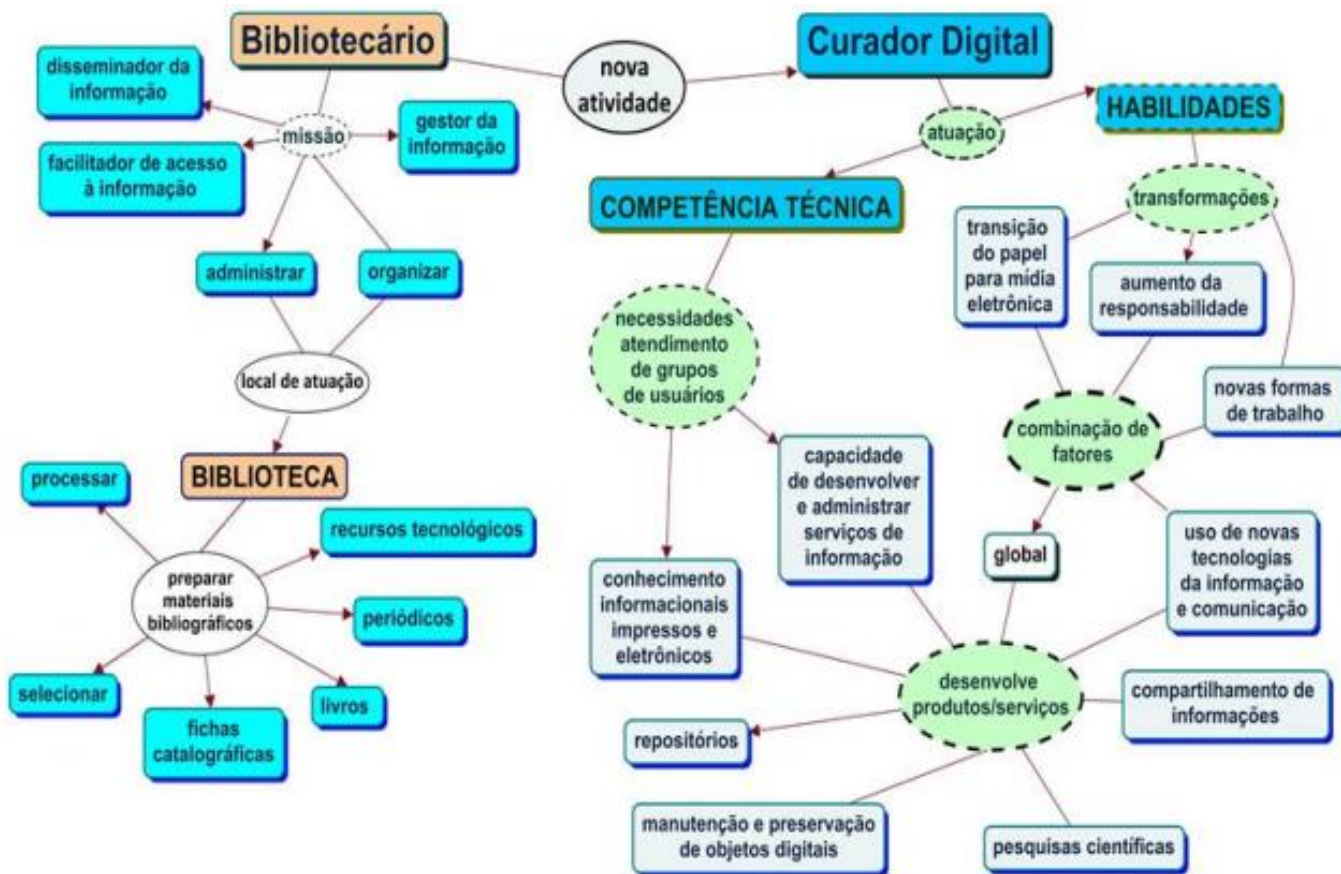 Bibliotecário
nova
atividade
Curador Digital
disseminador da
informação
missão
gestor da
informação
facilitador de acesso
à informação
administrar
organizar
local de atuação
BIBLIOTECA
processar
recursos tecnológicos
preparar
materiais
bibliográficos
periódicos
selecionar
livros
fichas
catalográficas
atuação
HABILIDADES
COMPETÊNCIA TÉCNICA
transformações
transição
do papel
para mídia
eletrônica
aumento da
responsabilidade
novas formas
de trabalho
necessidades
atendimento
de grupos
de usuários
combinação de
fatores
capacidade
de desenvolver
e administrar
serviços de
informação
global
uso de novas
tecnologias
da informação
e comunicação
conhecimento
informacionais
impressos e
eletrônicos
desenvolve
produtos/serviços
compartilhamento de
informações
repositórios
manutenção e preservação
de objetos digitais
pesquisas científicas